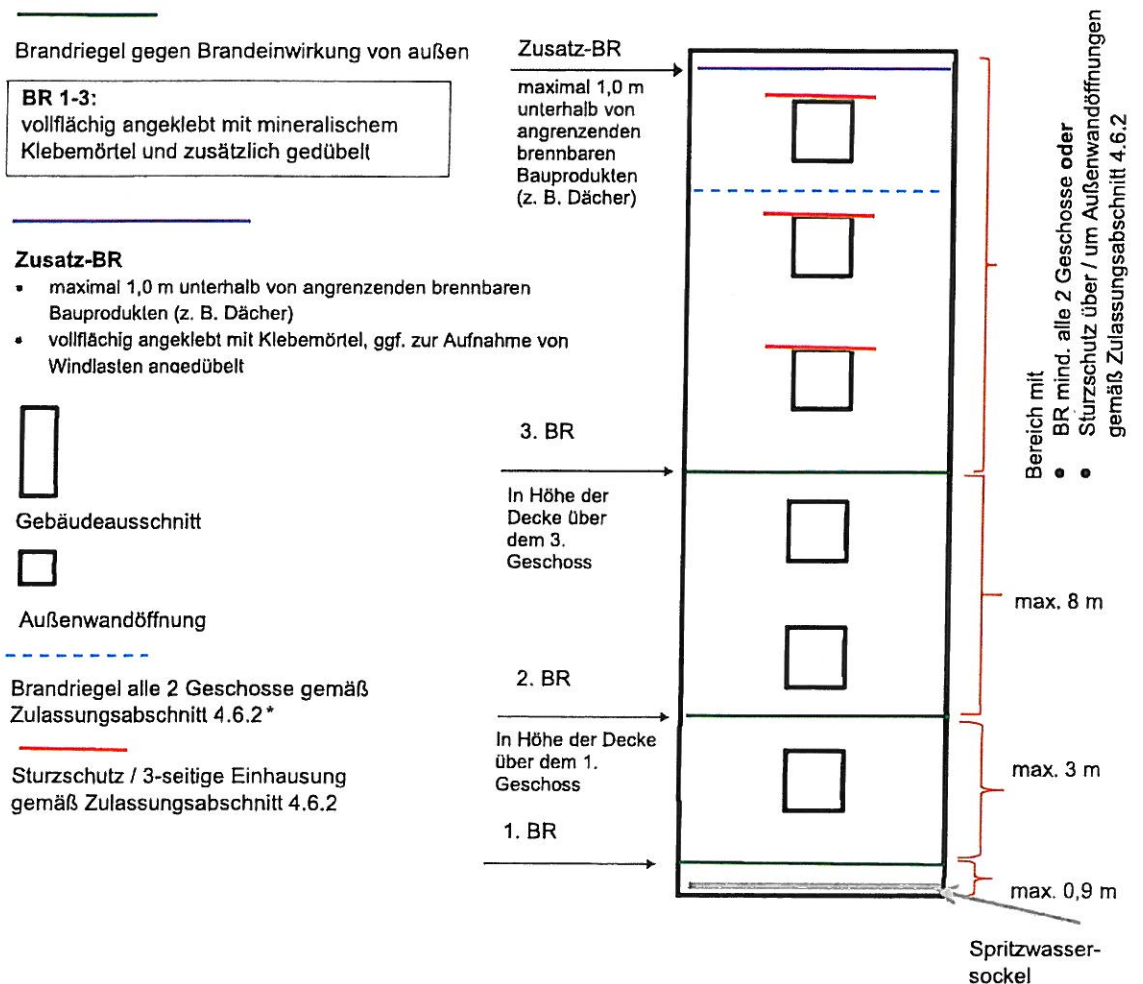 Brandriegel gegen Brandeinwirkung von außen
BR 1-3:
vollflächig angeklebt mit mineralischem
Klebemörtel und zusätzlich gedübelt
Zusatz-BR
• maximal 1,0 m unterhalb von angrenzenden brennbaren
Bauprodukten (z. B. Dächer)
• vollflächig angeklebt mit Klebemörtel, ggf. zur Aufnahme von
Windlasten angedübelt
Gebäudeausschnitt
Außenwandöffnung
Brandriegel alle 2 Geschosse gemäß
Zulassungsabschnitt 4.6.2*
Sturzschutz / 3-seitige Einhausung
gemäß Zulassungsabschnitt 4.6.2
Zusatz-BR
maximal 1,0 m
unterhalb von
angrenzenden
brennbaren
Bauprodukten
(z. B. Dächer)
3. BR
In Höhe der
Decke über
dem 3.
Geschoss
2. BR
In Höhe der Decke
über dem 1.
Geschoss
1. BR
Bereich mit
• BR mind. alle 2 Geschosse oder
• Sturzschutz über / um Außenwandöffnungen
gemäß Zulassungsabschnitt 4.6.2
max. 8 m
max. 3 m
max. 0,9 m
Spritzwasser-
sockel